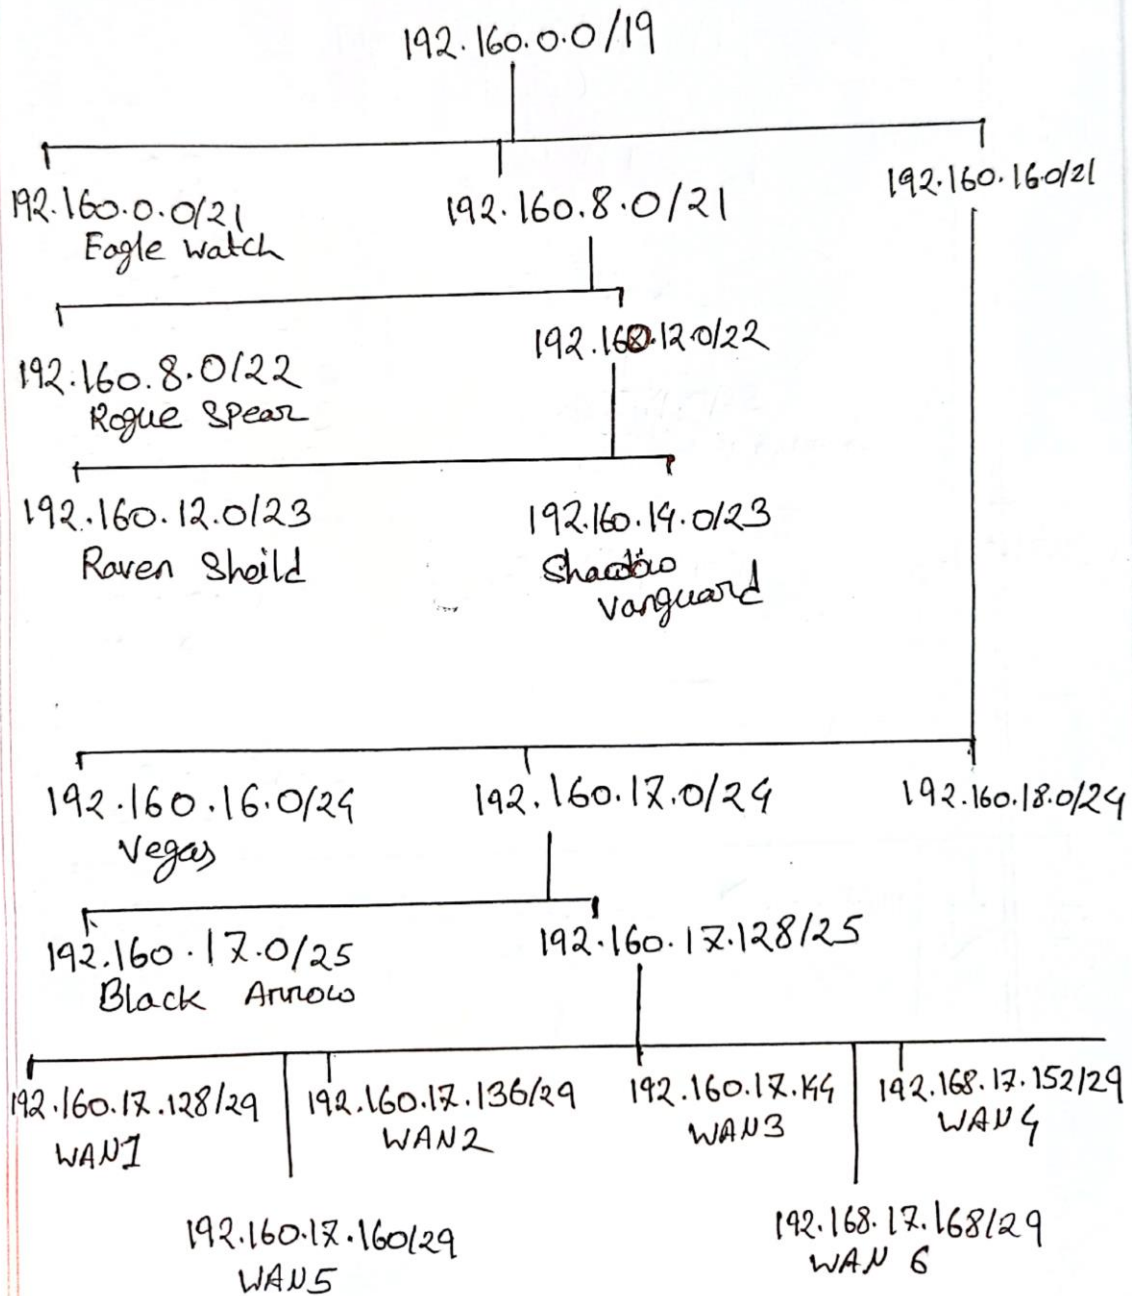 192.160.0.0/19
192.160.0.0/21
Eagle watch
192.160.8.0/21
192.160.16.0/21
192.160.8.0/22
Rogue Spear
192.160.12.0/22
192.160.12.0/23
Raven Sheild
192.160.14.0/23
Shadow
Vanguard
192.160.16.0/24
Vegas
192.160.17.0/24
192.160.18.0/24
192.160.17.0/25
Black Arrow
192.160.17.128/25
192.160.17.128/29
WAN1
192.160.17.136/29
WAN2
192.160.17.144
WAN3
192.168.17.152/29
WAN4
192.160.17.160/29
WAN5
192.168.17.168/29
WAN 6